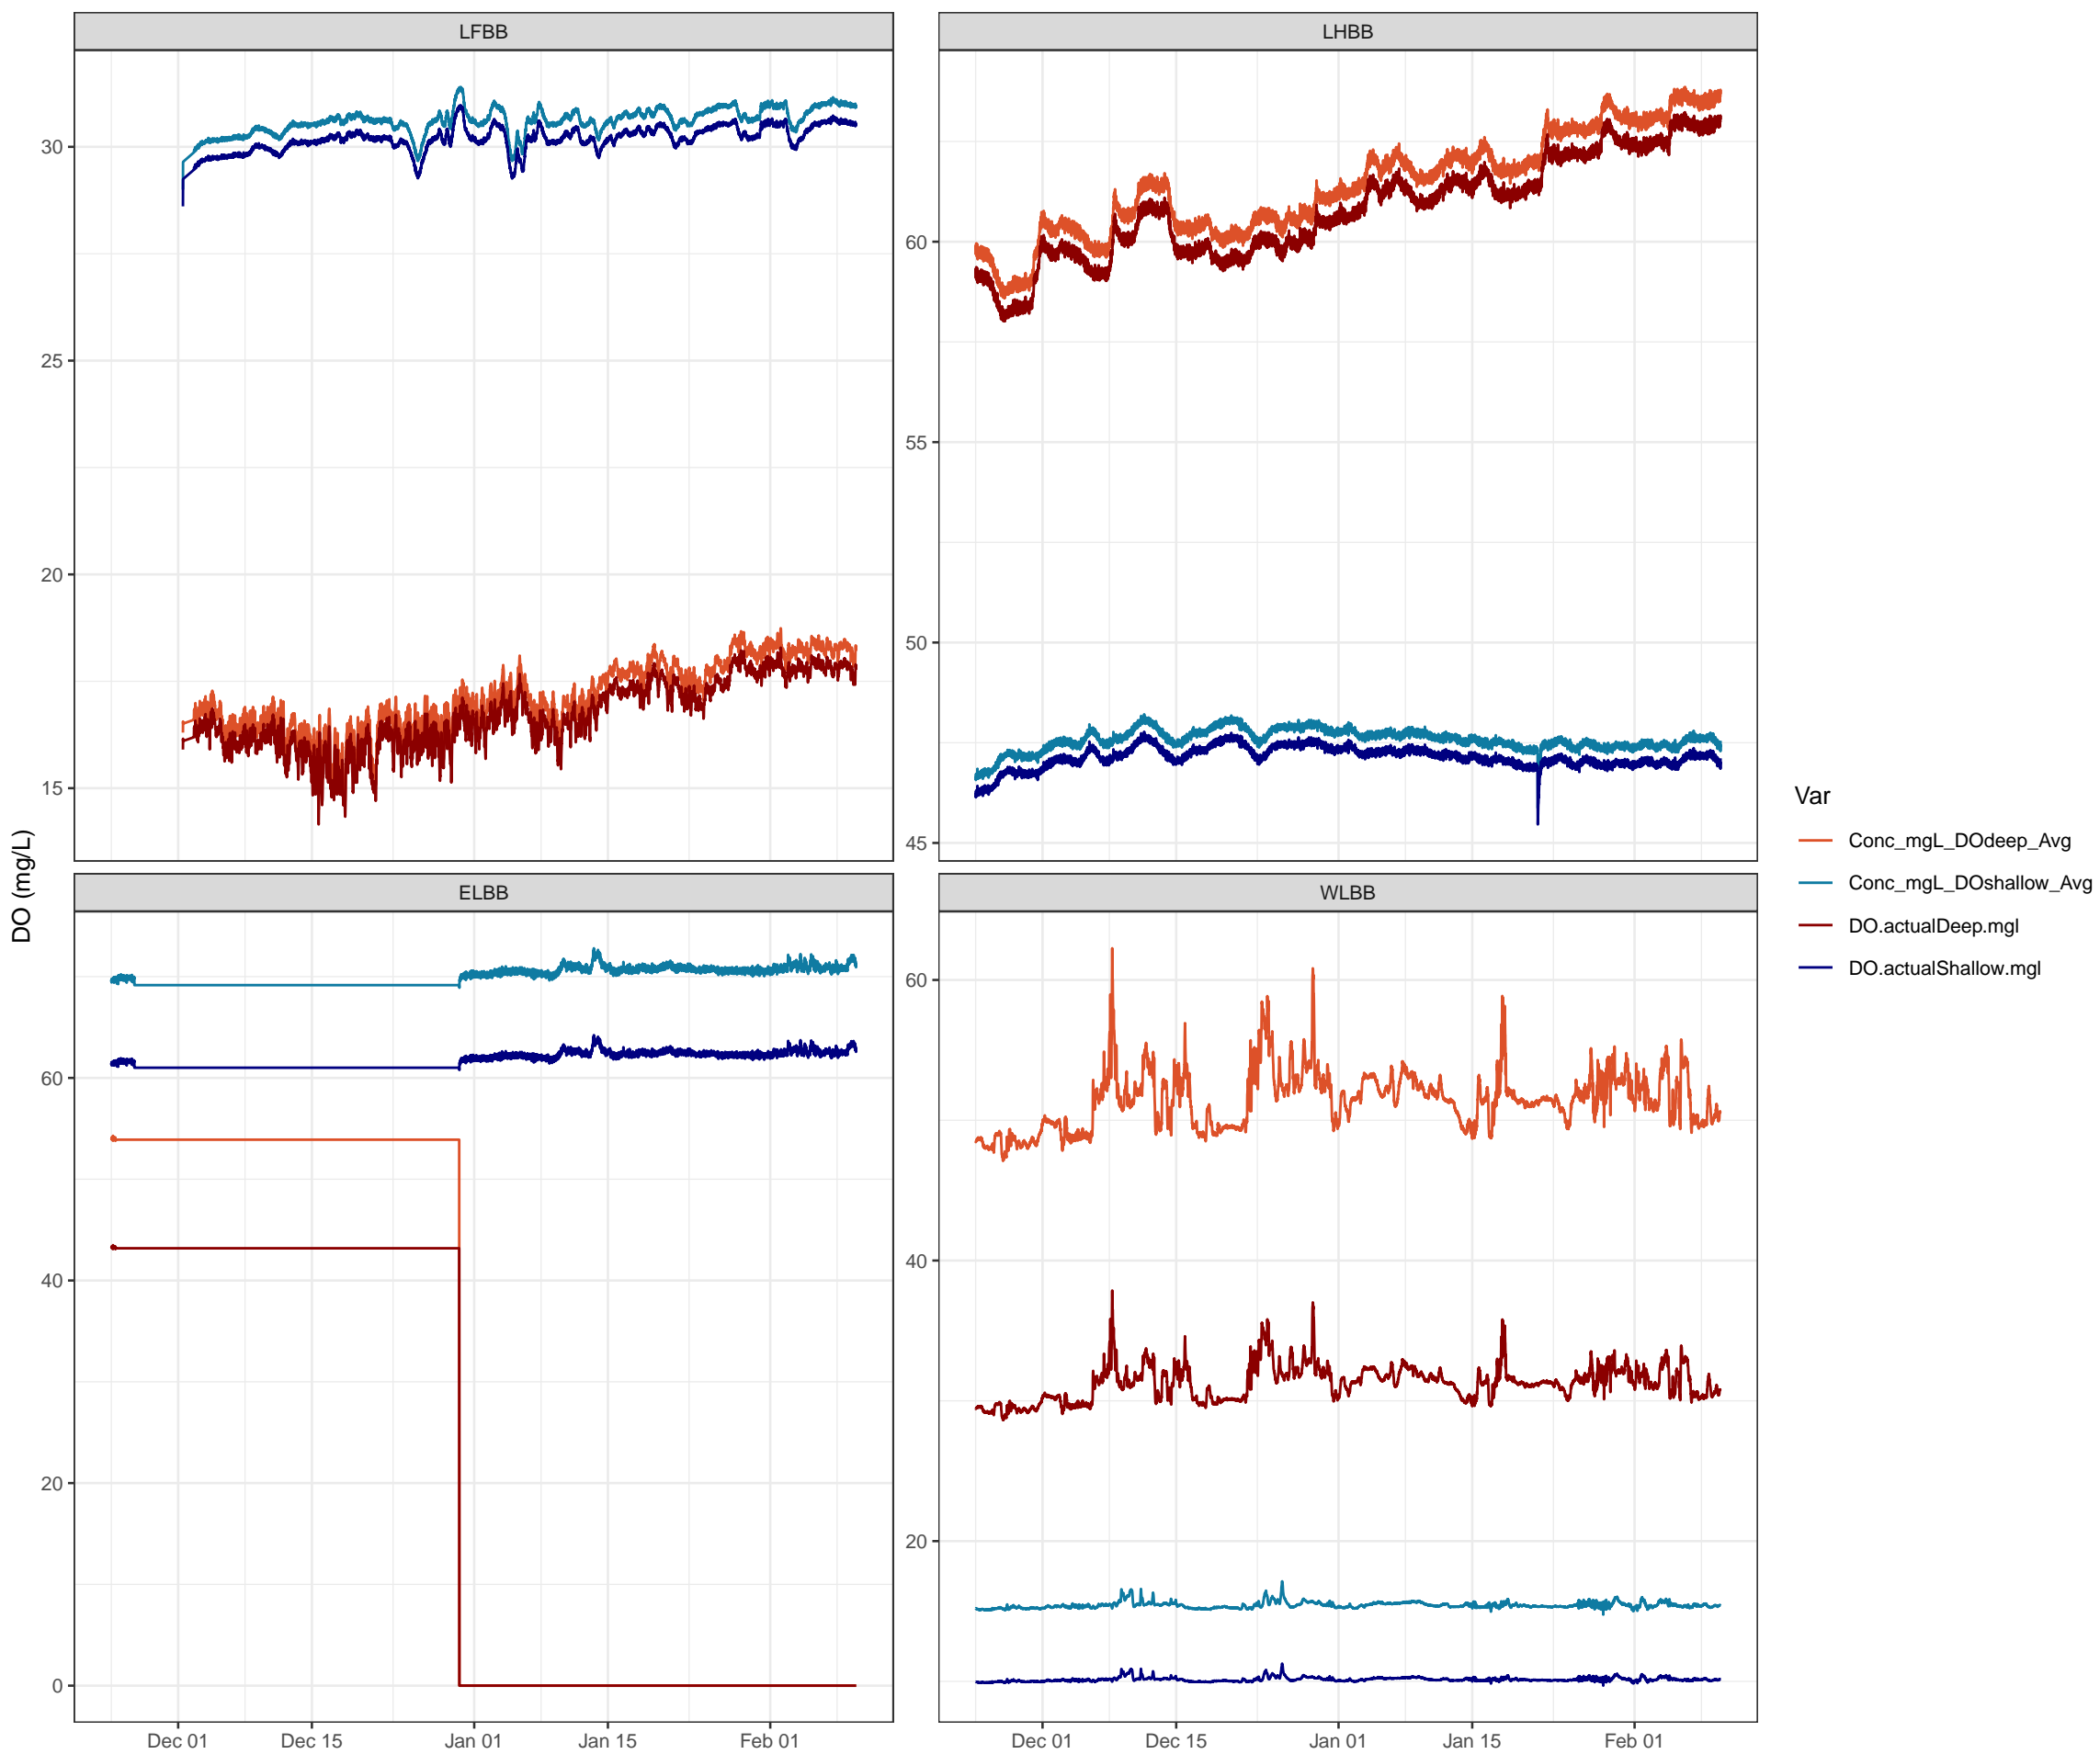 LFBB
LHBB
30
25
20
15
60
55
50
45
DO (mg/L)
ELBB
WLBB
60
40
20
0
60
40
20
Dec 01 Dec 15 Jan 01 Jan 15 Feb 01
Dec 01 Dec 15 Jan 01 Jan 15 Feb 01
Var
Conc_mgL_DOdeep_Avg
Conc_mgL_DOshallow_Avg
DO.actualDeep.mgl
DO.actualShallow.mgl